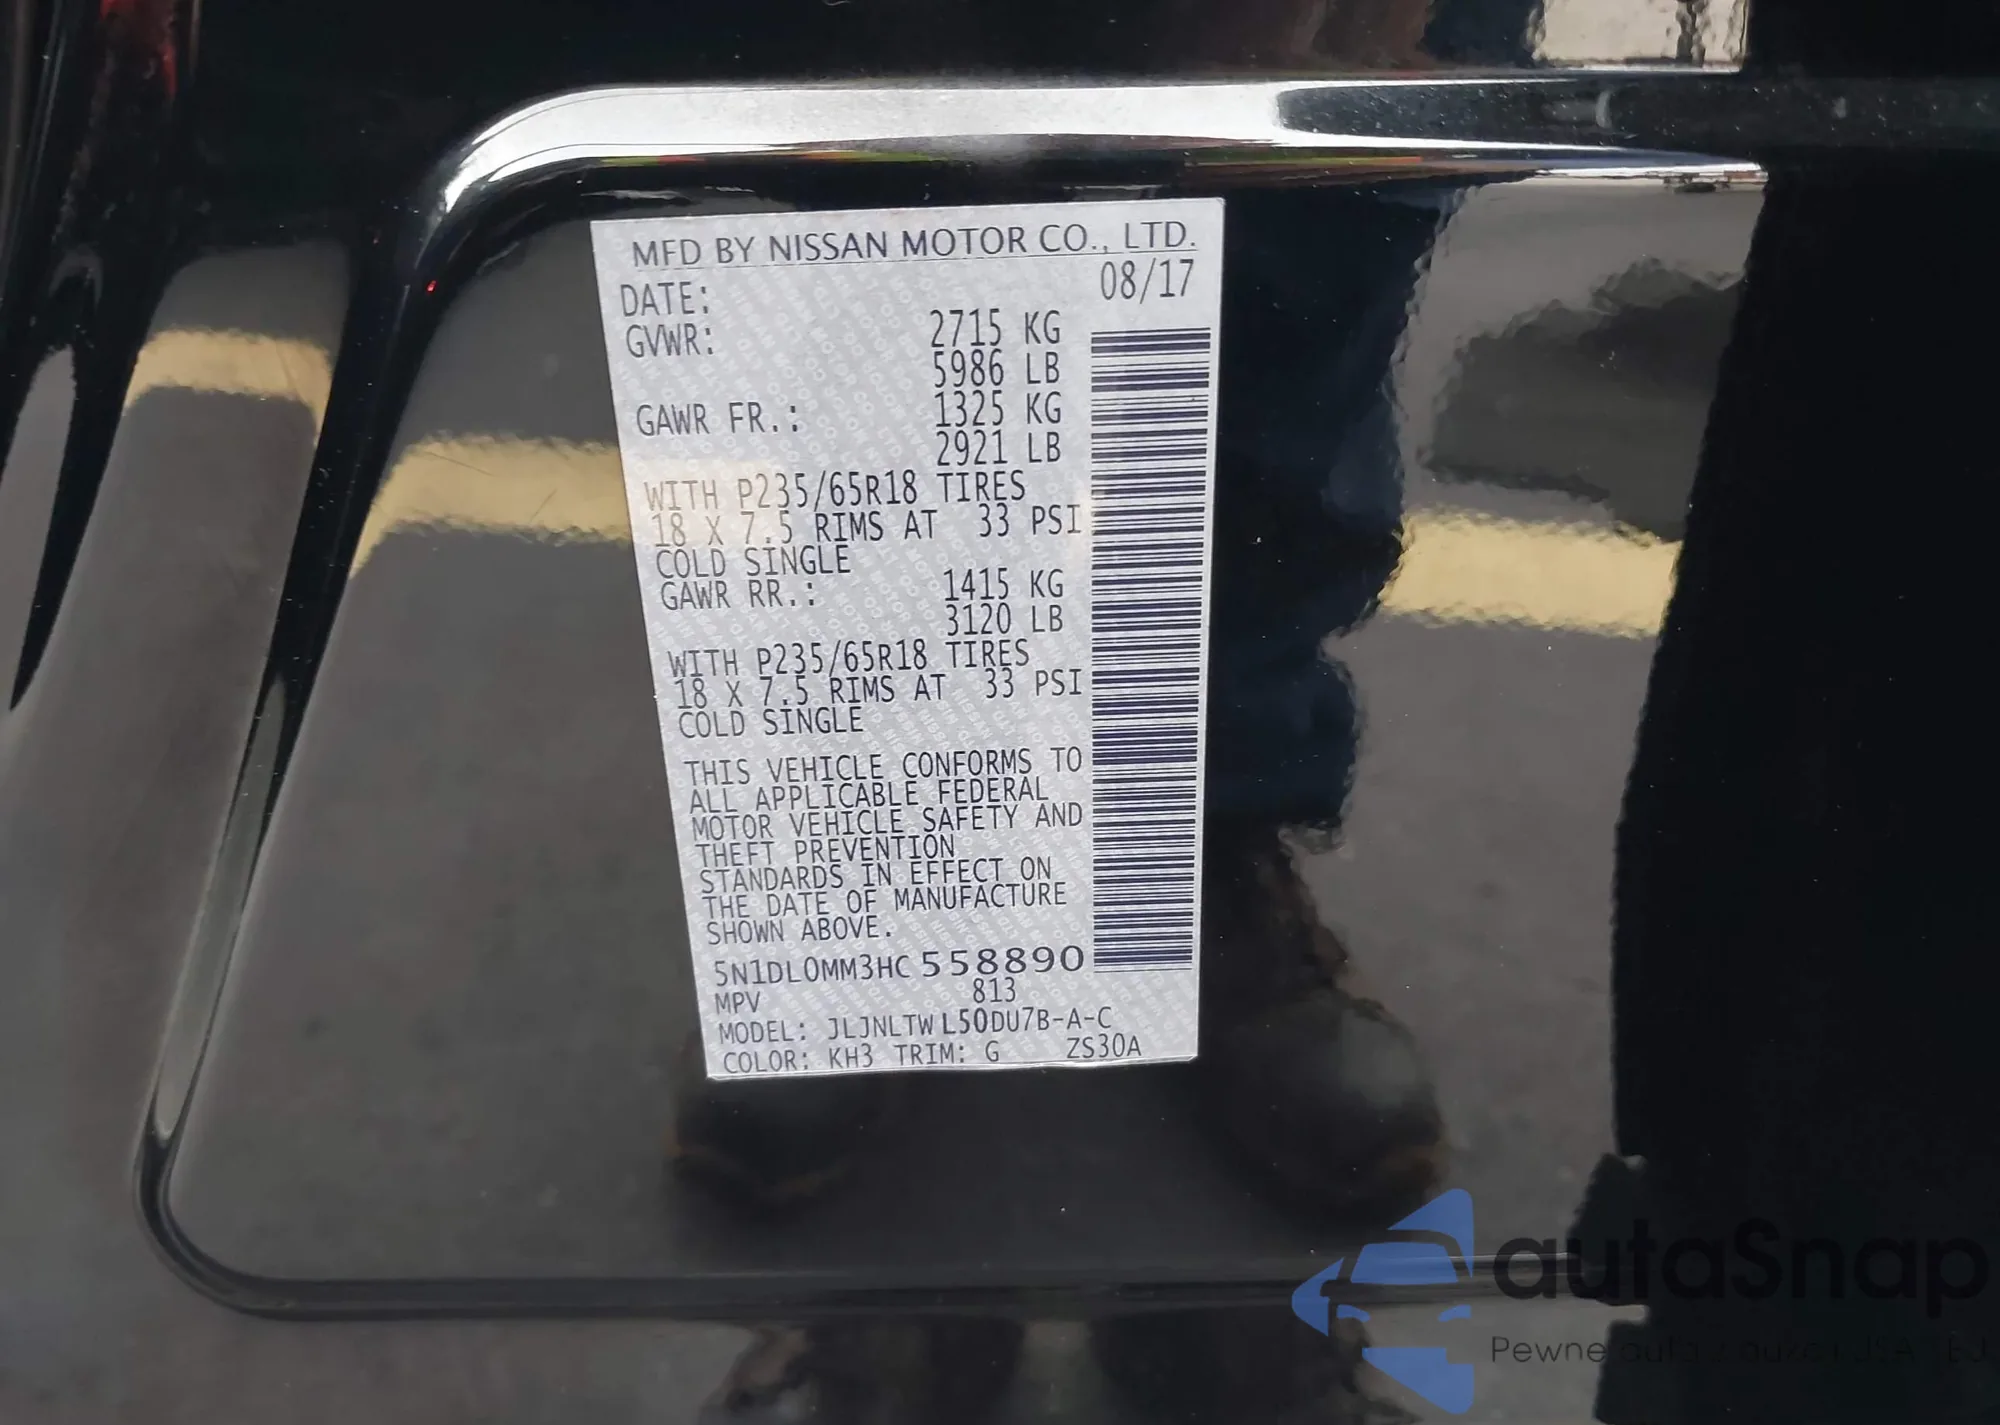 MFD BY NISSAN MOTOR CO., LTD.
DATE: 08/17
GVWR: 2715 KG
5986 LB
GAWR FR.: 1325 KG
2921 LB
WITH P235/65R18 TIRES
18 X 7.5 RIMS AT 33 PSI
COLD SINGLE
GAWR RR.: 1415 KG
3120 LB
WITH P235/65R18 TIRES
18 X 7.5 RIMS AT 33 PSI
COLD SINGLE
THIS VEHICLE CONFORMS TO
ALL APPLICABLE FEDERAL
MOTOR VEHICLE SAFETY AND
THEFT PREVENTION
STANDARDS IN EFFECT ON
THE DATE OF MANUFACTURE
SHOWN ABOVE.
5N1DL0MM3HC558890
MPV 813
MODEL: JLJNLTWL50DU7B-A-C
COLOR: KH3 TRIM: G ZS30A
autaSnap
Pewne auta z